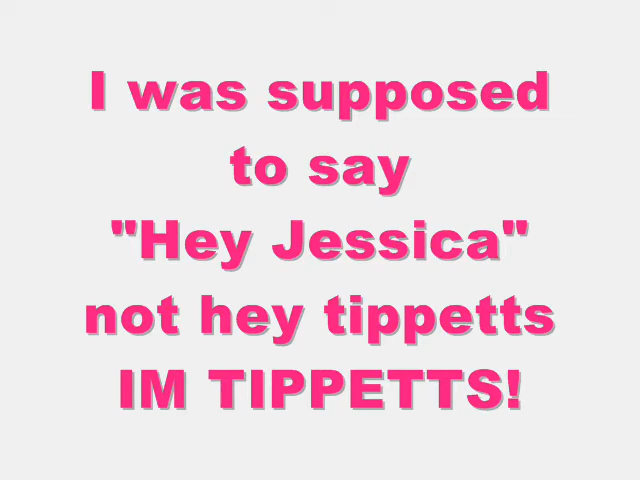 I was supposed
to say
"Hey Jessica"
not hey tippetts
IM TIPPETTS!